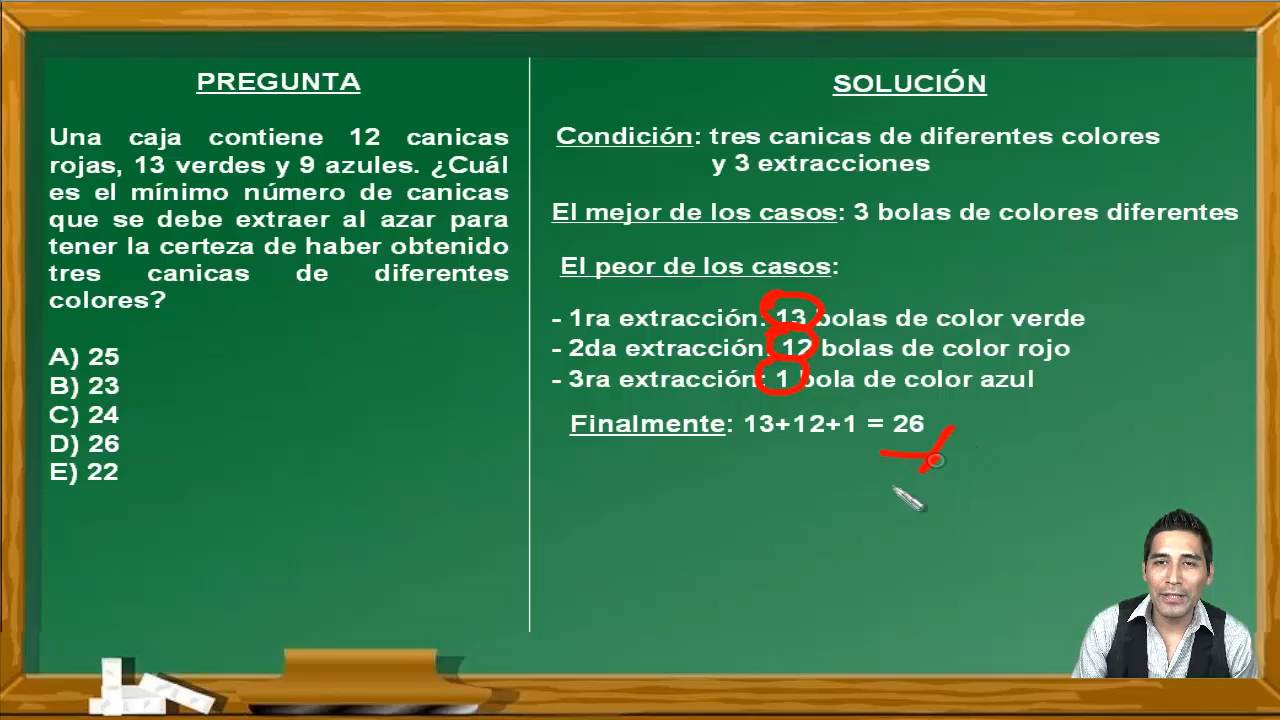 PREGUNTA
Una caja contiene 12 canicas
rojas, 13 verdes y 9 azules. ¿Cuál
es el mínimo número de canicas
que se debe extraer al azar para
tener la certeza de haber obtenido
tres canicas de diferentes
colores?
A) 25
B) 23
C) 24
D) 26
E) 22
SOLUCIÓN
Condición: tres canicas de diferentes colores
y 3 extracciones
El mejor de los casos: 3 bolas de colores diferentes
El peor de los casos:
- 1ra extracción: 13 bolas de color verde
- 2da extracción: 12 bolas de color rojo
- 3ra extracción: 1 bola de color azul
Finalmente: 13+12+1 = 26